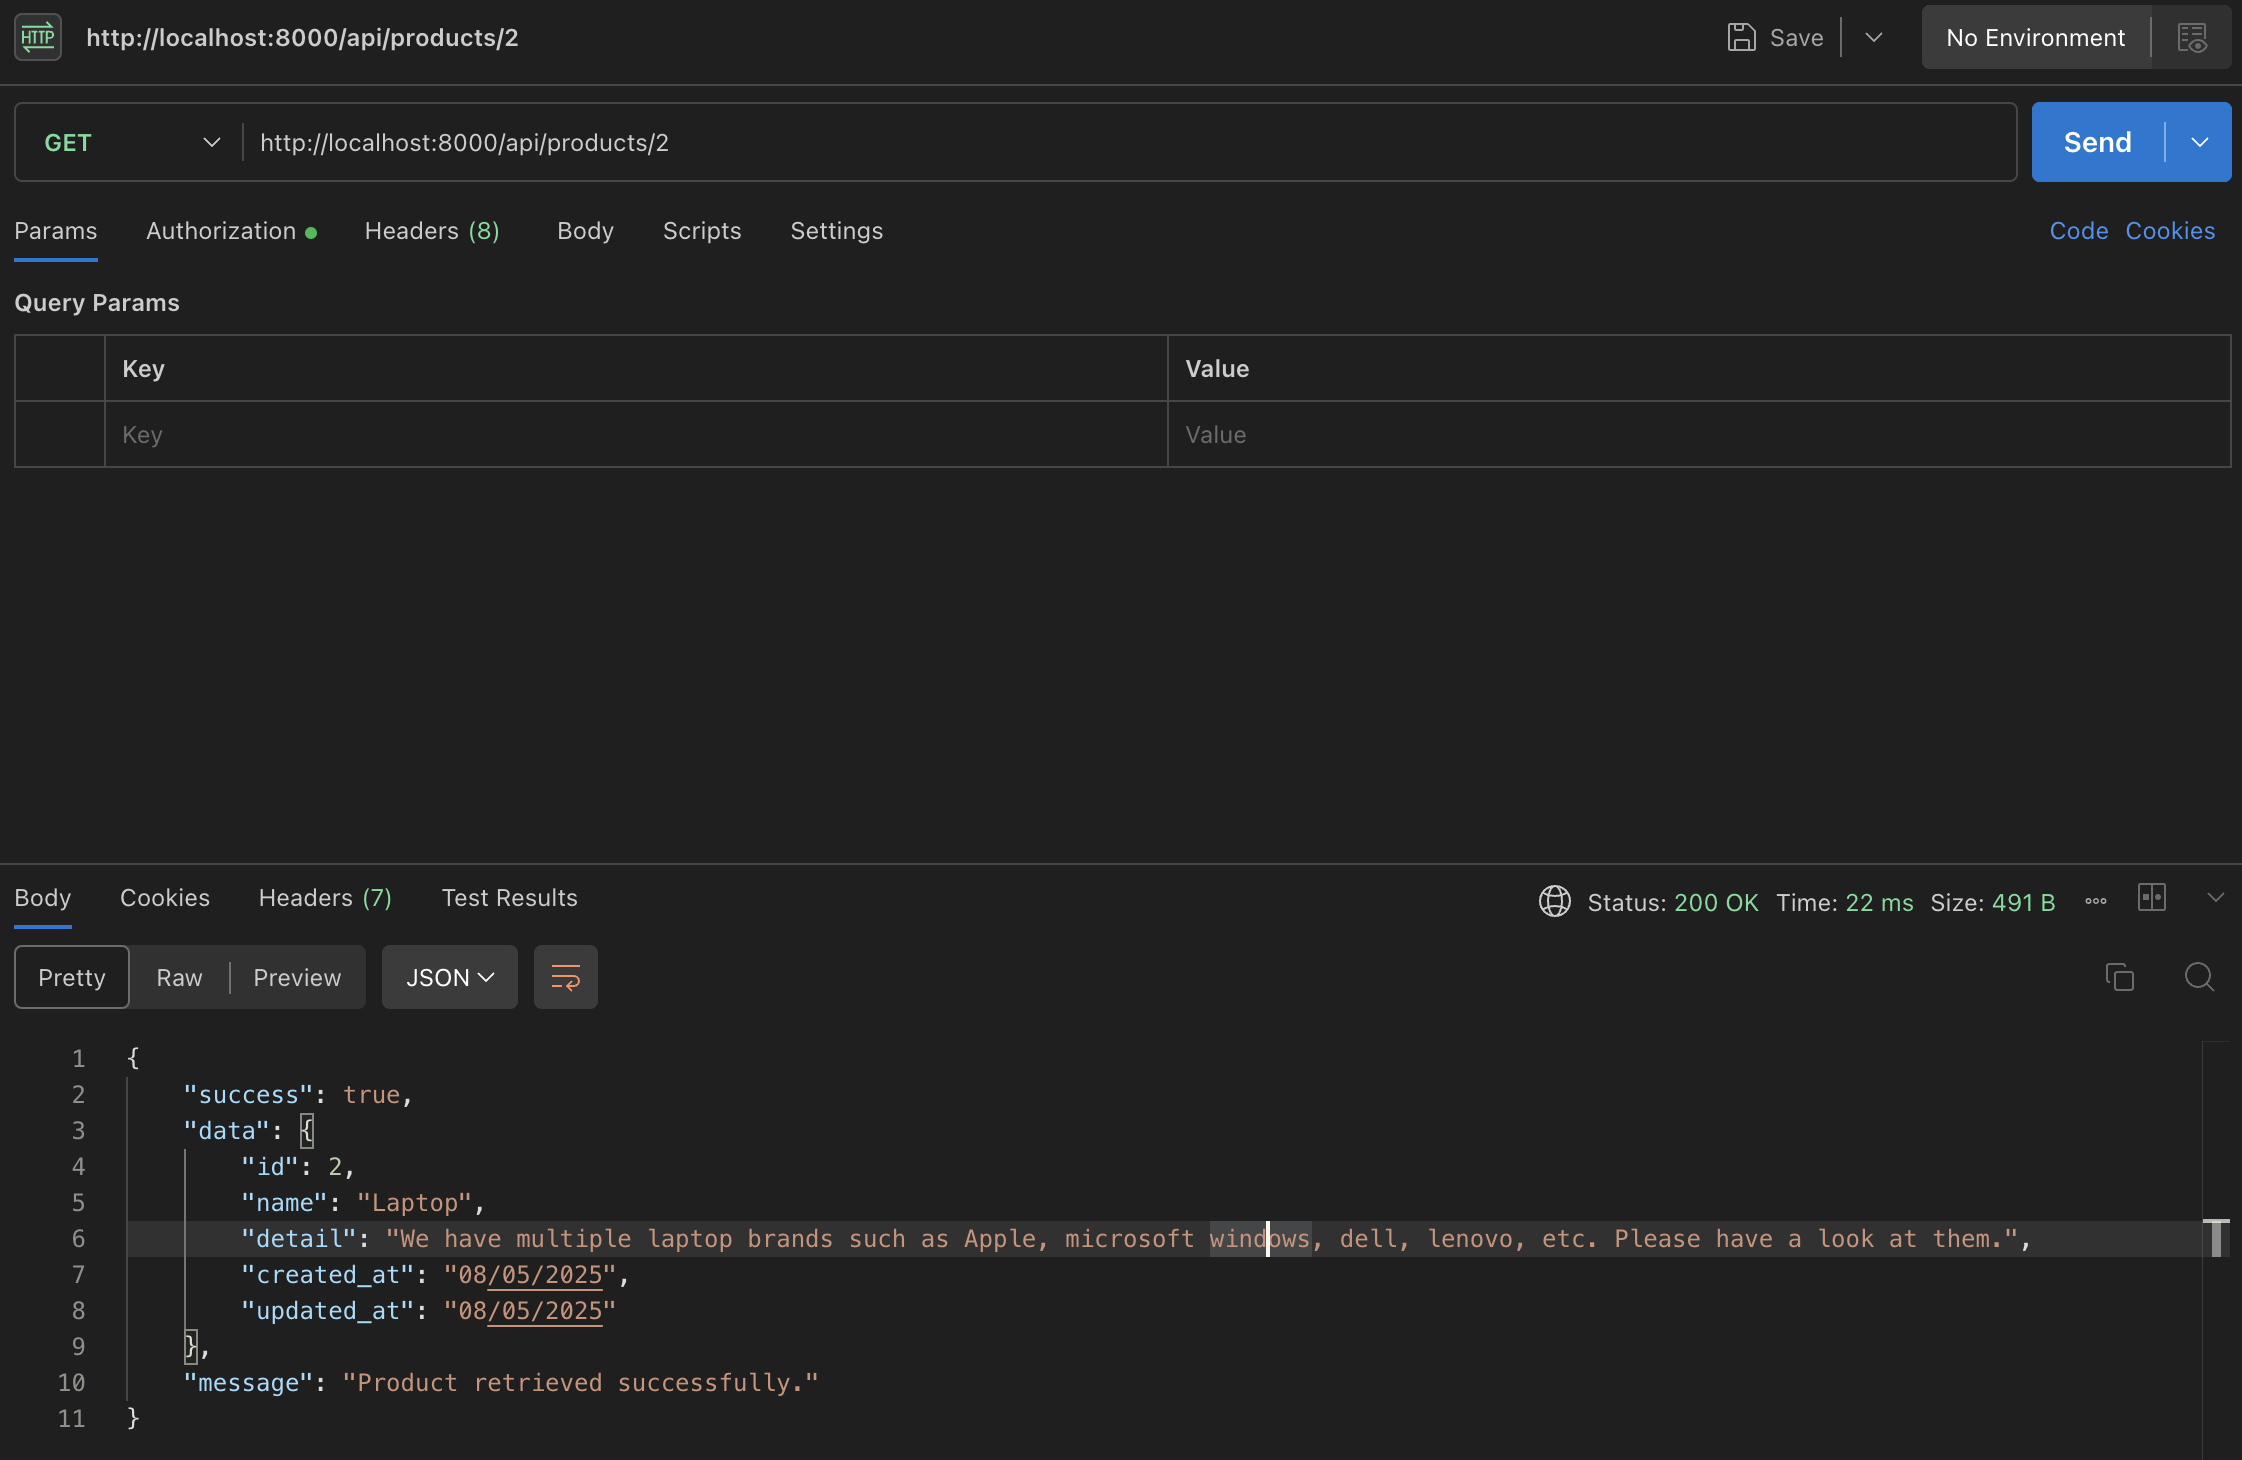 HTTP http://localhost:8000/api/products/2 Save No Environment
GET http://localhost:8000/api/products/2 Send
Params Authorization Headers (8) Body Scripts Settings Code Cookies
Query Params
Key Value
Key Value
Body Cookies Headers (7) Test Results Status: 200 OK Time: 22 ms Size: 491 B
Pretty Raw Preview JSON
1 {
2 "success": true,
3 "data": {
4 "id": 2,
5 "name": "Laptop",
6 "detail": "We have multiple laptop brands such as Apple, microsoft windows, dell, lenovo, etc. Please have a look at them.",
7 "created_at": "08/05/2025",
8 "updated_at": "08/05/2025"
9 },
10 "message": "Product retrieved successfully."
11 }